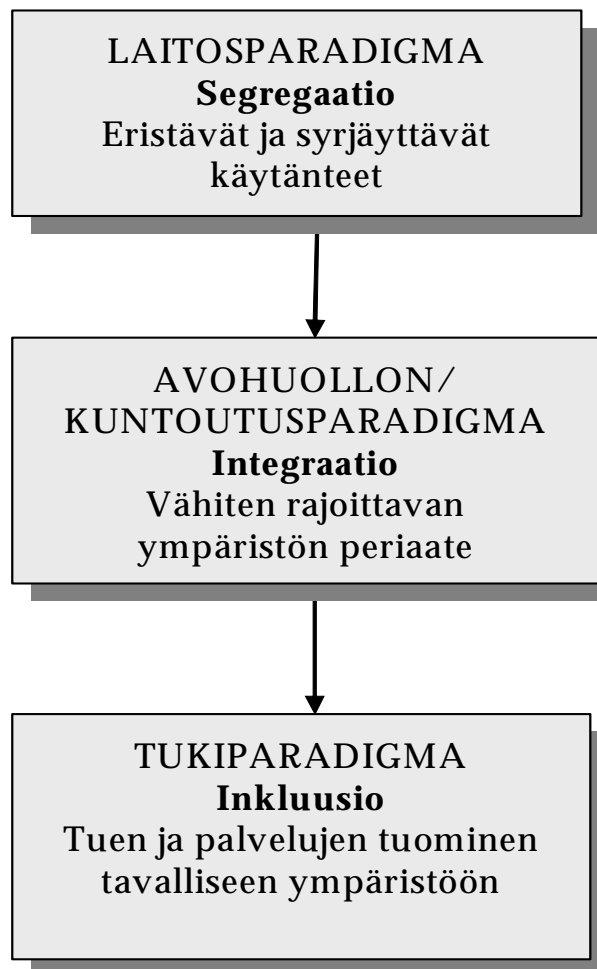 LAITOSPARADIGMA
Segregaatio
Eristävät ja syrjäyttävät
käytänteet
AVOHUOLLON/
KUNTOUTUSPARADIGMA
Integraatio
Vähiten rajoittavan
ympäristön periaate
TUKIPARADIGMA
Inkluusio
Tuen ja palvelujen tuominen
tavalliseen ympäristöön